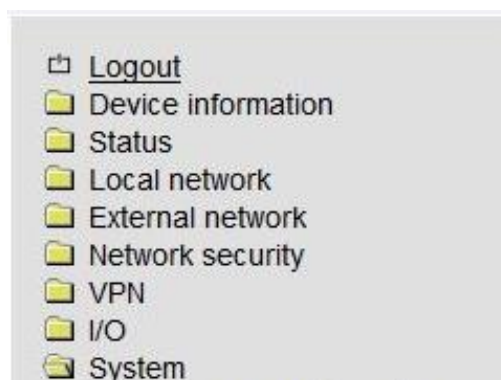 Logout
Device information
Status
Local network
External network
Network security
VPN
I/O
System